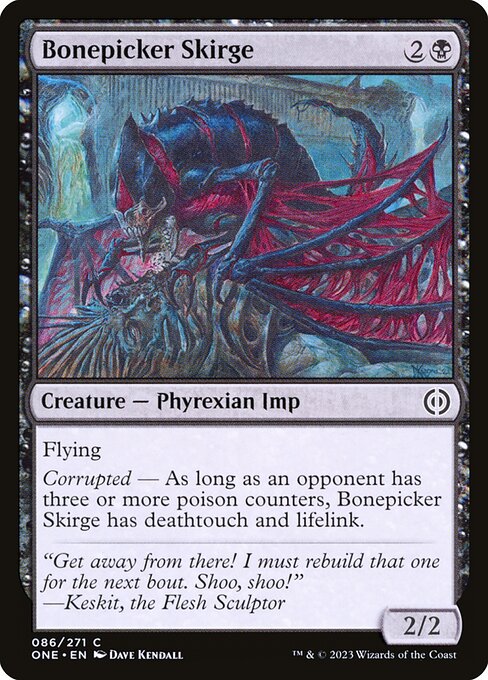 Bonepicker Skirge 2
Creature — Phyrexian Imp
Flying
Corrupted — As long as an opponent has
three or more poison counters, Bonepicker
Skirge has deathtouch and lifelink.
“Get away from there! I must rebuild that one
for the next bout. Shoo, shoo!”
—Keskit, the Flesh Sculptor
2/2
086/271 C
ONE • EN Dave Kendall
™ & © 2023 Wizards of the Coast